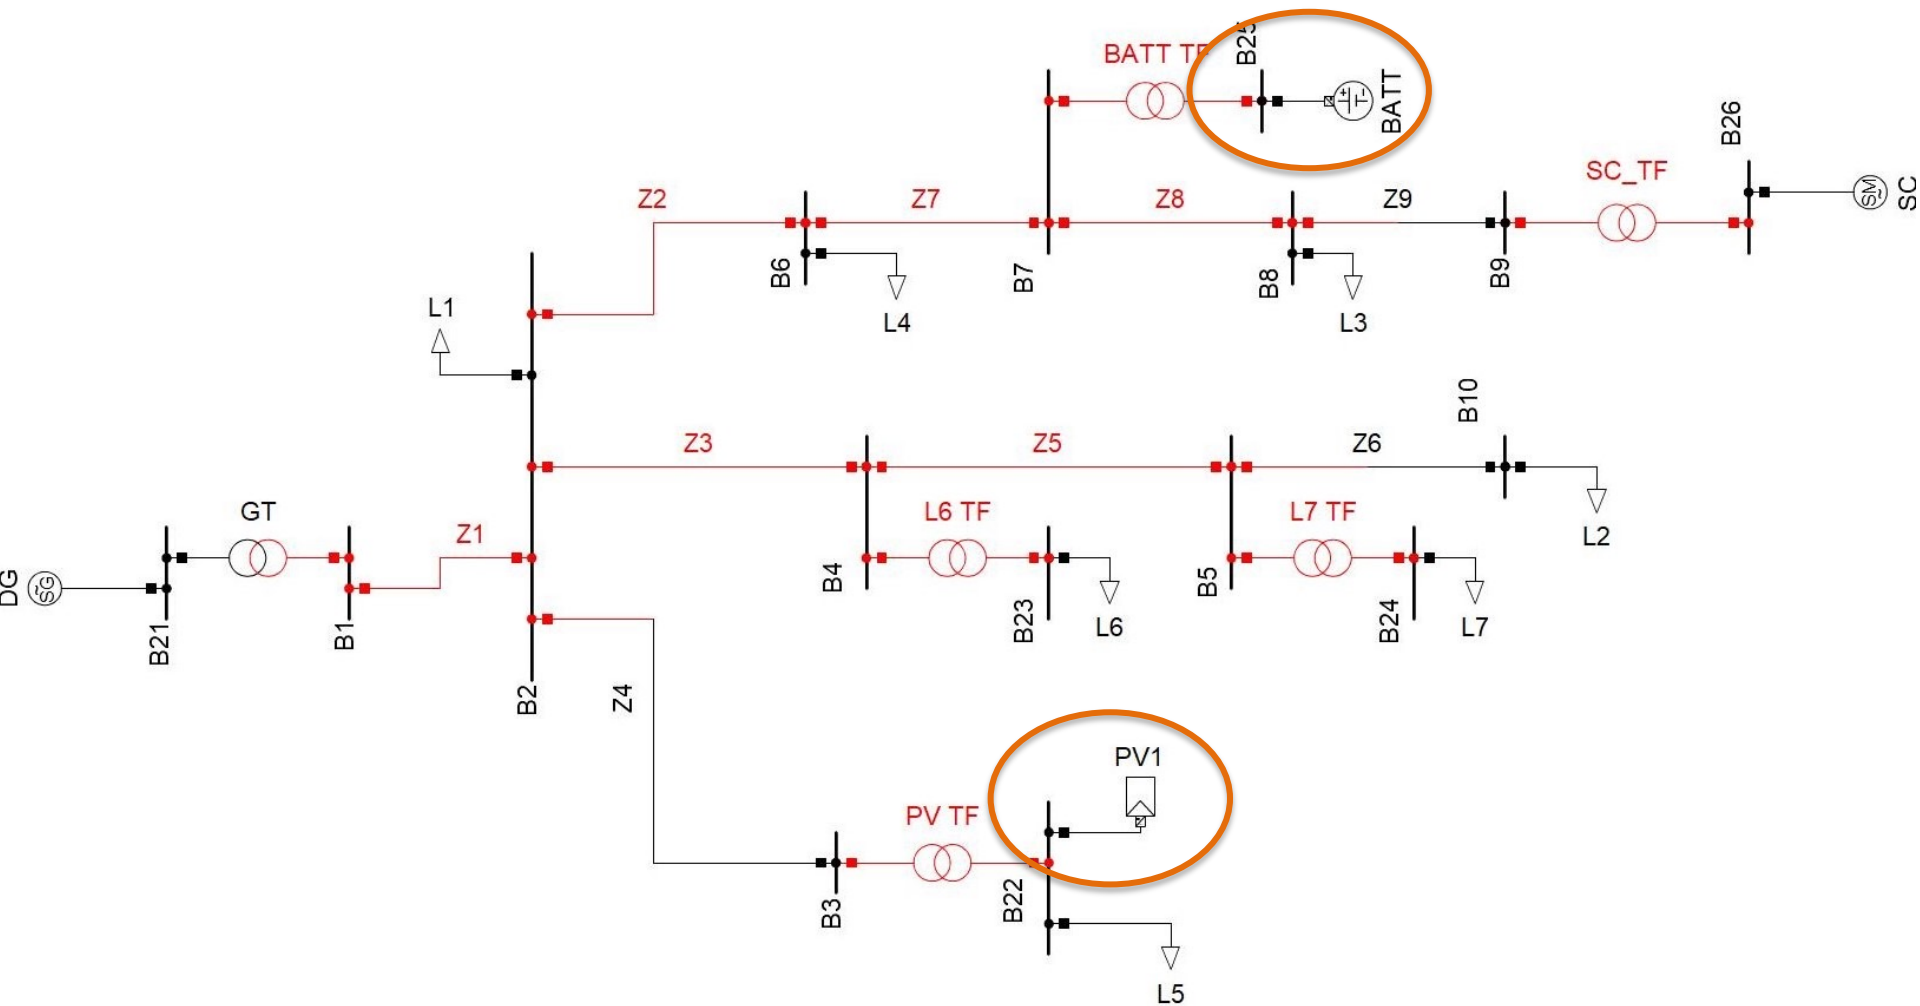 B25
BATT TF
BATT
B26
SC_TF
SM
~
SC
Z2
Z7
Z8
Z9
B6
B7
B8
B9
L1
L4
L3
B10
Z3
Z5
Z6
GT
Z1
L6 TF
L7 TF
L2
DG
SG
~
B21
B1
B4
B23
L6
B5
B24
L7
B2
Z4
PV1
PV TF
B3
B22
L5